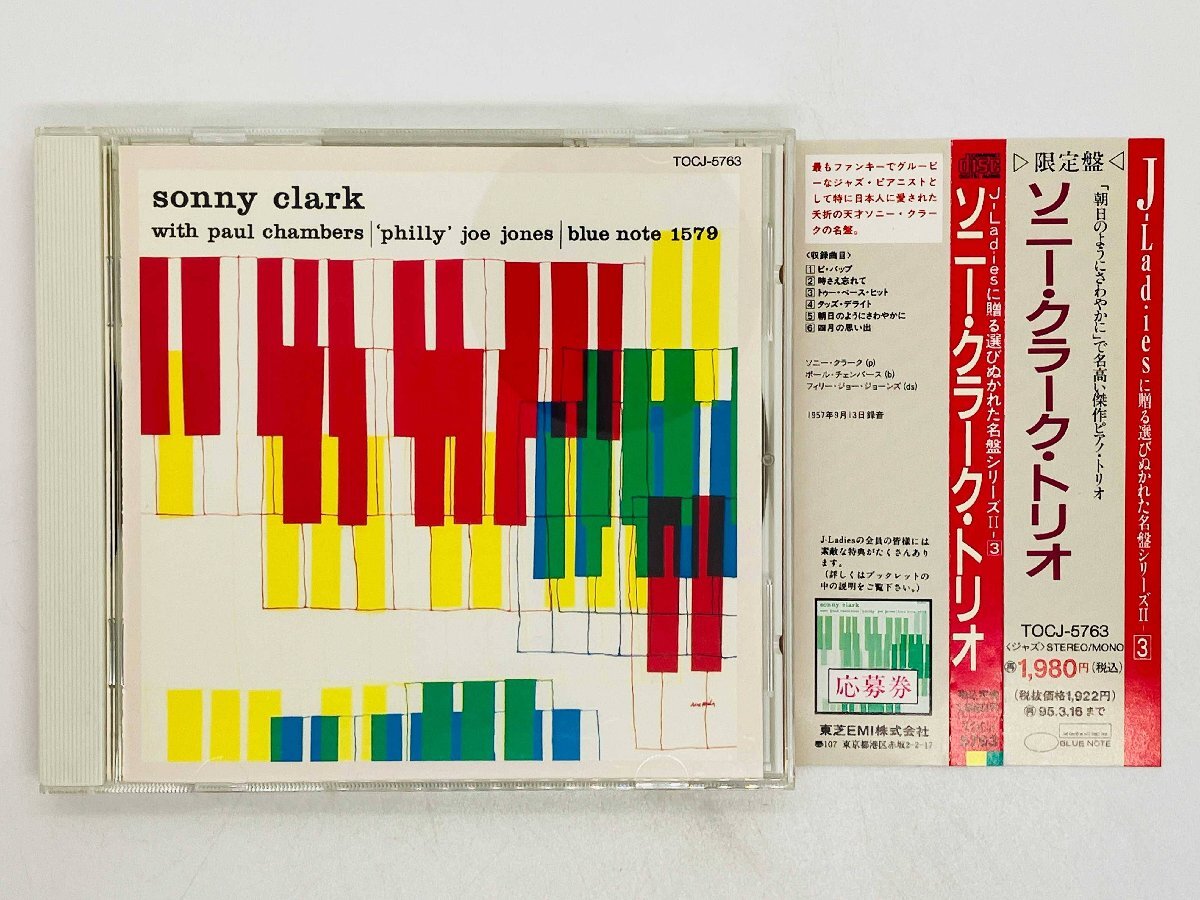 TOCJ-5763
sonny clark
with paul chambers | 'philly' joe jones | blue note 1579
最もファンキーでグルーピ
ーなジャズ・ピアニストと
して特に日本人に愛された
夭折の天才ソニー・クラー
クの名盤。
〈収録曲目〉
1 ビ・バップ
2 時さえ忘れて
3 トゥー・ベース・ヒット
4 タッズ・デライト
5 朝日のようにさわやかに
6 四月の思い出
ソニー・クラーク(p)
ポール・チェンバース(b)
フィリー・ジョー・ジョーンズ(ds)
1957年9月13日録音
J-Ladiesの会員の皆様には
素敵な特典がたくさんあり
ます。
(詳しくはブックレットの
中の説明をご覧下さい。)
sonny clark
応募券
東芝EMI株式会社
〒107 東京都港区赤坂2-2-17
disc
J-Ladiesに贈る選びぬかれた名盤シリーズII-3
ソニー・クラーク・トリオ
▷限定盤◁
「朝日のようにさわやかに」で名高い傑作ピアノ・トリオ
ソニー・クラーク・トリオ
TOCJ-5763
〈ジャズ〉STEREO/MONO
再1,980円(税込)
(税抜価格1,922円)
再95.3.16まで
BLUE NOTE
J-Ladiesに贈る選びぬかれた名盤シリーズII-3